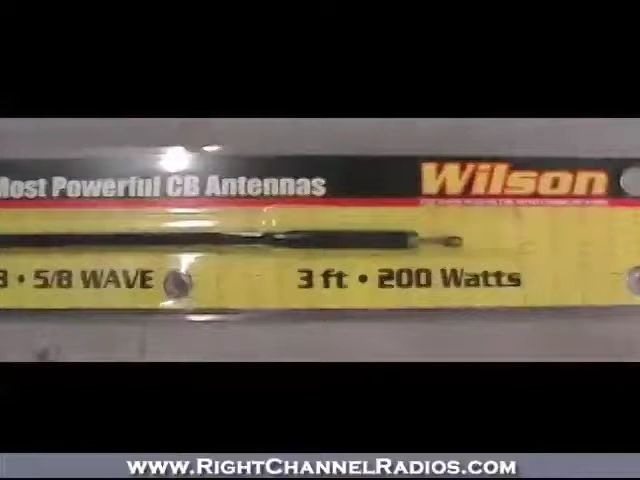 Most Powerful CB Antennas
Wilson
5/8 WAVE
3 ft • 200 Watts
www.RightChannelRadios.com